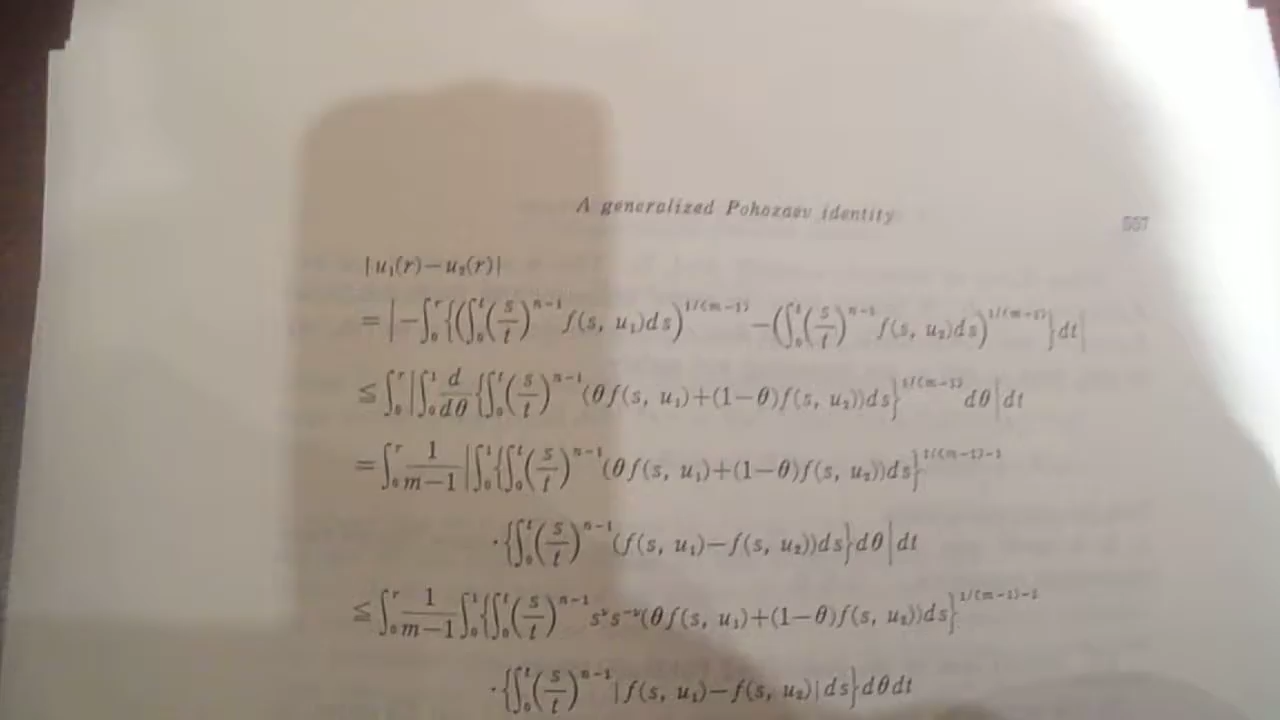 A generalized Pohozaev identity 557
|u₁(r)−u₂(r)|
=|−∫₀ʳ{(∫₀ᵗ(s/t)ⁿ⁻¹f(s, u₁)ds)^{1/(m−1)}−(∫₀ᵗ(s/t)ⁿ⁻¹f(s, u₂)ds)^{1/(m−1)}}dt|
≦∫₀ʳ|∫₀¹ d/dθ{∫₀ᵗ(s/t)ⁿ⁻¹(θf(s, u₁)+(1−θ)f(s, u₂))ds}^{1/(m−1)}dθ|dt
=∫₀ʳ 1/(m−1)|∫₀¹{∫₀ᵗ(s/t)ⁿ⁻¹(θf(s, u₁)+(1−θ)f(s, u₂))ds}^{1/(m−1)−1}
·{∫₀ᵗ(s/t)ⁿ⁻¹(f(s, u₁)−f(s, u₂))ds}dθ|dt
≦∫₀ʳ 1/(m−1)∫₀¹{∫₀ᵗ(s/t)ⁿ⁻¹s^ν s^{−ν}(θf(s, u₁)+(1−θ)f(s, u₂))ds}^{1/(m−1)−1}
·{∫₀ᵗ(s/t)ⁿ⁻¹|f(s, u₁)−f(s, u₂)|ds}dθdt